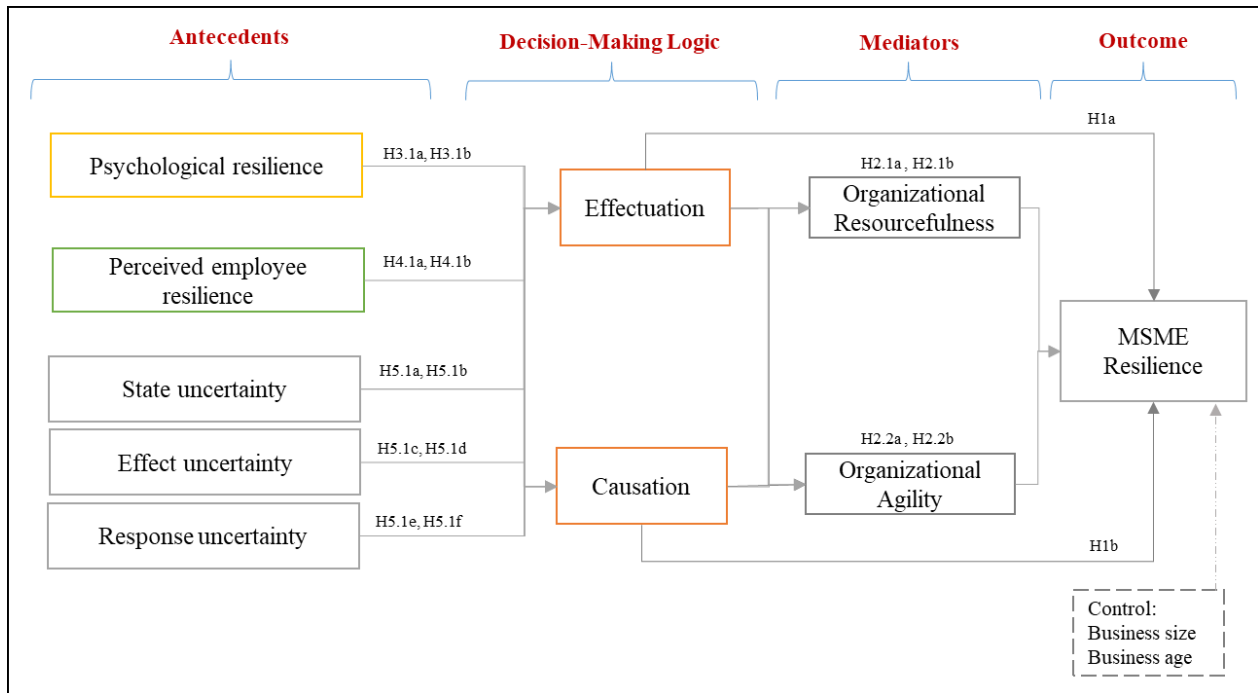 Antecedents
Decision-Making Logic
Mediators
Outcome
Psychological resilience
H3.1a, H3.1b
Perceived employee
resilience
H4.1a, H4.1b
State uncertainty
H5.1a, H5.1b
Effect uncertainty
H5.1c, H5.1d
Response uncertainty
H5.1e, H5.1f
Effectuation
Causation
H1a
H2.1a , H2.1b
Organizational
Resourcefulness
H2.2a , H2.2b
Organizational
Agility
H1b
MSME
Resilience
Control:
Business size
Business age